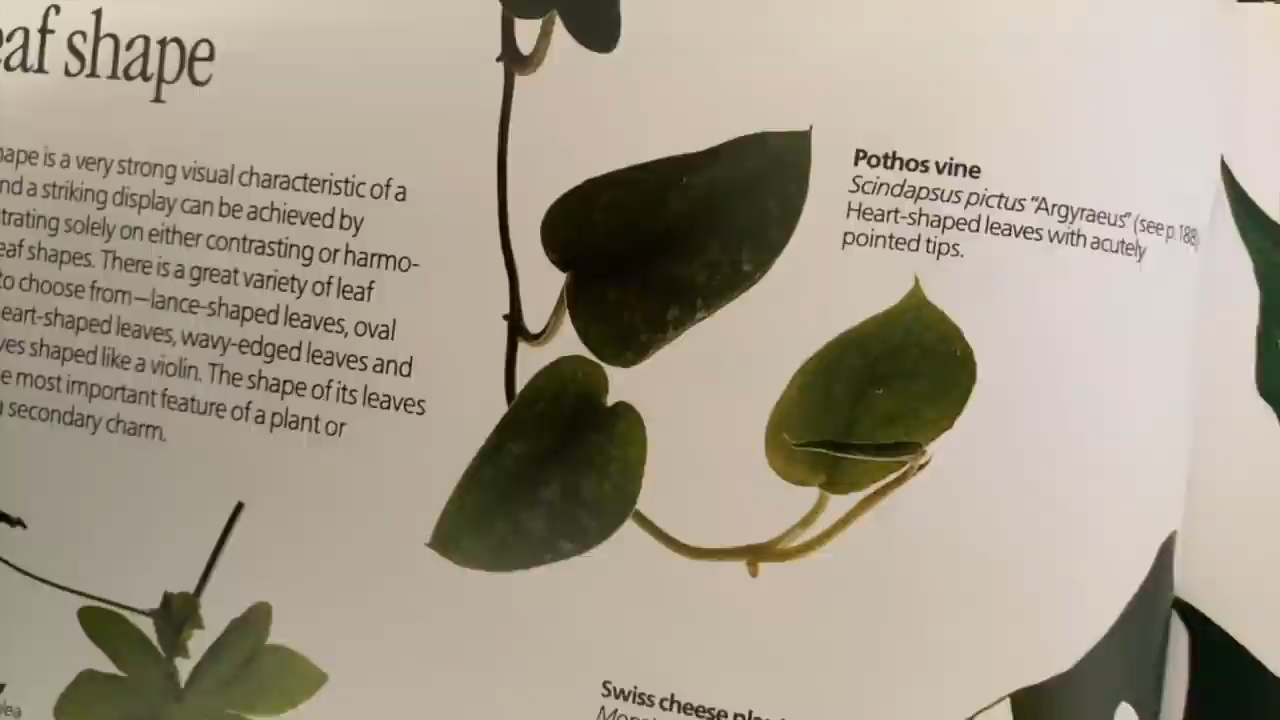 eaf shape
hape is a very strong visual characteristic of a
nd a striking display can be achieved by
trating solely on either contrasting or harmo-
eaf shapes. There is a great variety of leaf
to choose from—lance-shaped leaves, oval
eart-shaped leaves, wavy-edged leaves and
ves shaped like a violin. The shape of its leaves
e most important feature of a plant or
secondary charm.
Pothos vine
Scindapsus pictus "Argyraeus" (see p.188)
Heart-shaped leaves with acutely
pointed tips.
Swiss cheese